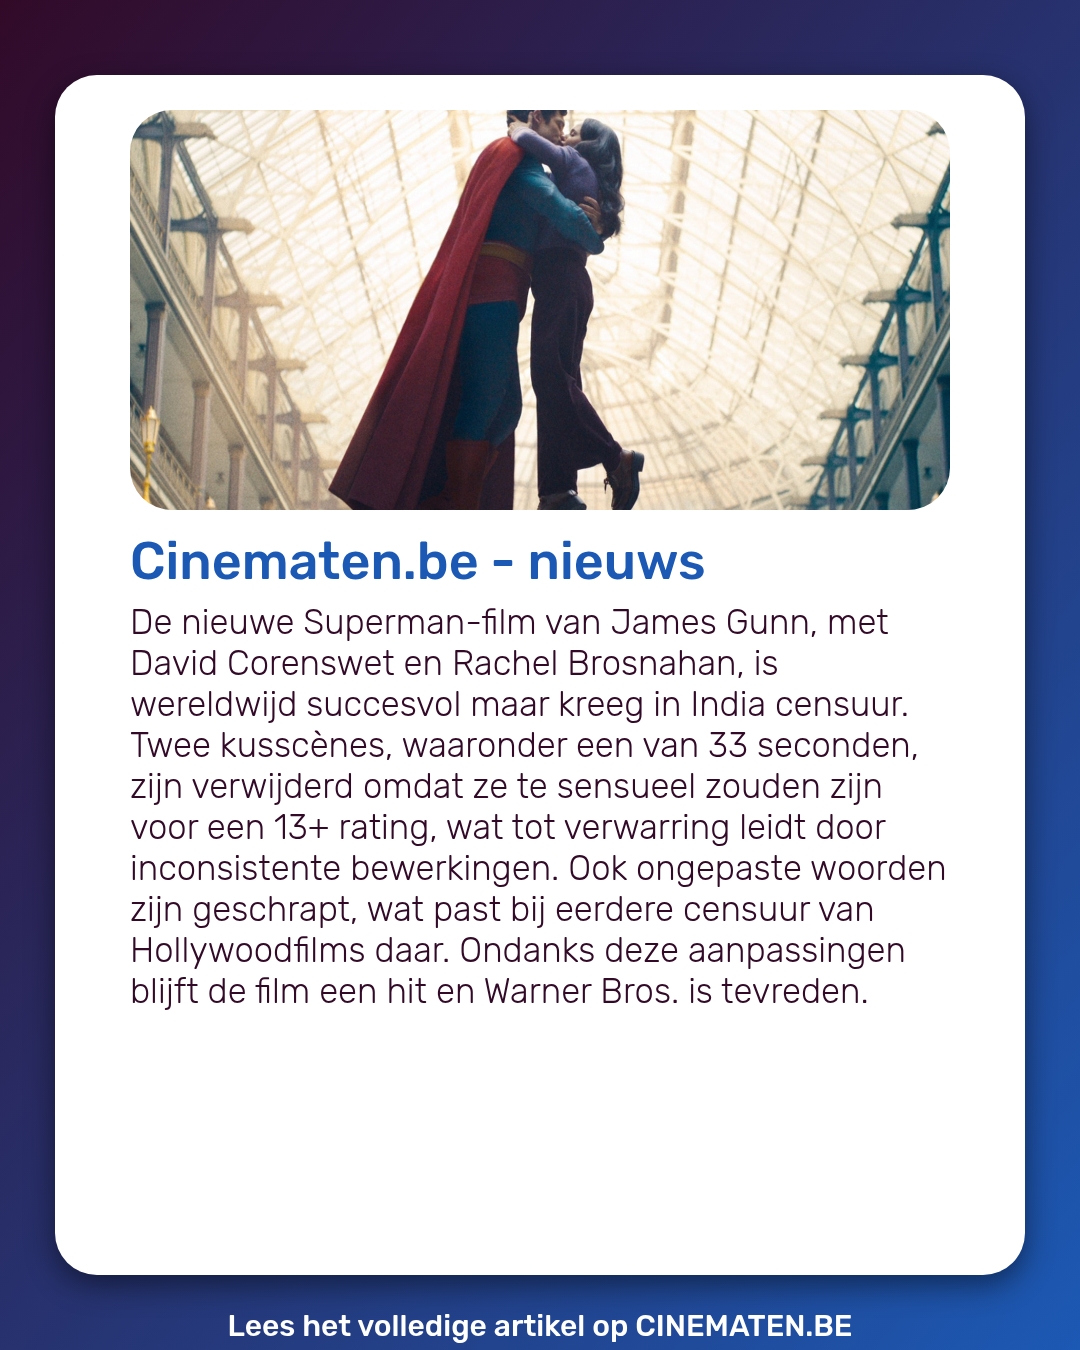 Cinematen.be - nieuws
De nieuwe Superman-film van James Gunn, met
David Corenswet en Rachel Brosnahan, is
wereldwijd succesvol maar kreeg in India censuur.
Twee kusscènes, waaronder een van 33 seconden,
zijn verwijderd omdat ze te sensueel zouden zijn
voor een 13+ rating, wat tot verwarring leidt door
inconsistente bewerkingen. Ook ongepaste woorden
zijn geschrapt, wat past bij eerdere censuur van
Hollywoodfilms daar. Ondanks deze aanpassingen
blijft de film een hit en Warner Bros. is tevreden.
Lees het volledige artikel op CINEMATEN.BE